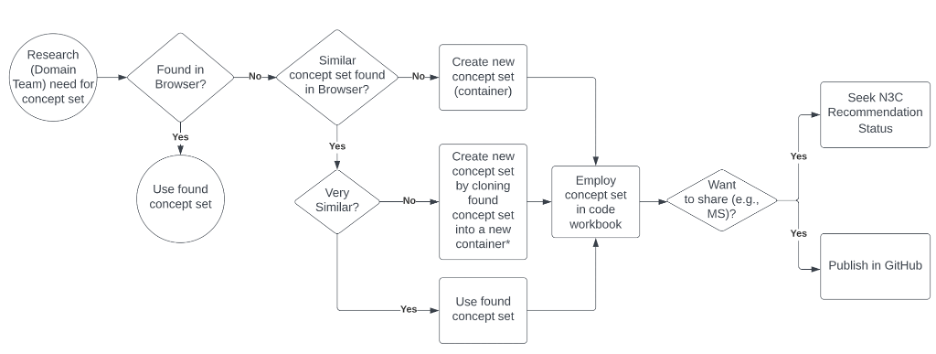 Research
(Domain
Team) need for
concept set
Found in
Browser?
No
Similar
concept set found
in Browser?
No
Create new
concept set
(container)
Yes
Use found
concept set
Yes
Very
Similar?
No
Create new
concept set
by cloning
found
concept set
into a new
container*
Yes
Use found
concept set
Employ
concept set
in code
workbook
Want
to share (e.g.,
MS)?
Yes
Seek N3C
Recommendation
Status
Yes
Publish in GitHub